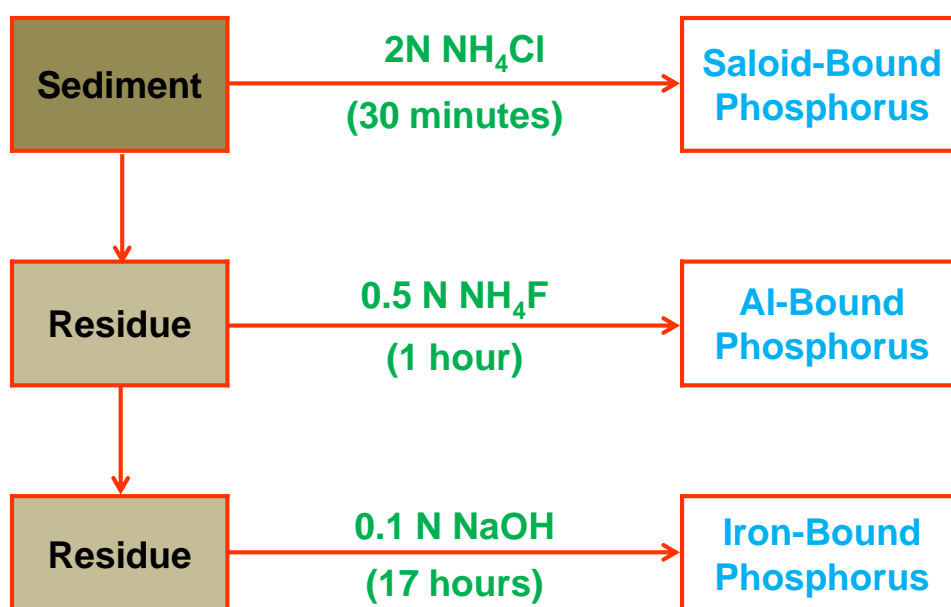 Sediment
2N NH₄Cl
(30 minutes)
Saloid-Bound
Phosphorus
Residue
0.5 N NH₄F
(1 hour)
Al-Bound
Phosphorus
Residue
0.1 N NaOH
(17 hours)
Iron-Bound
Phosphorus